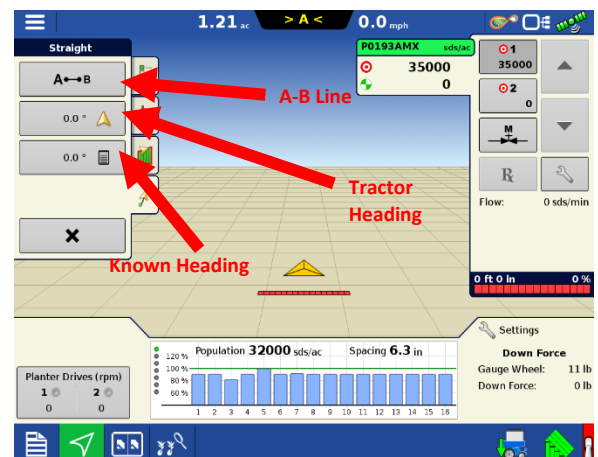 1.21 ac
> A <
0.0 mph
Straight
A B
0.0 °
0.0 °
A-B Line
Tractor
Heading
Known Heading
P0193AMX sds/ac
35000
0
1
35000
2
0
M
Rx
Flow: 0 sds/min
0 ft 0 in 0 %
Settings
Down Force
Gauge Wheel: 11 lb
Down Force: 0 lb
Population 32000 sds/ac Spacing 6.3 in
120 %
100 %
80 %
60 %
1 2 3 4 5 6 7 8 9 10 11 12 13 14 15 16
Planter Drives (rpm)
1 2
0 0